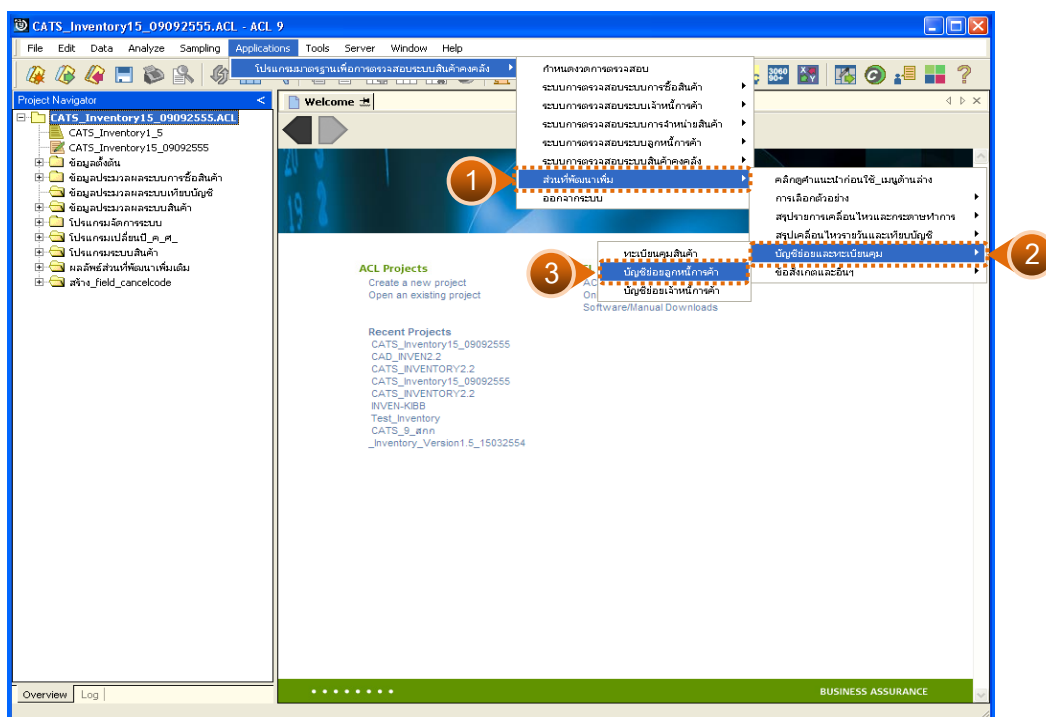 CATS_Inventory15_09092555.ACL - ACL 9
File Edit Data Analyze Sampling Applications Tools Server Window Help
โปรแกรมมาตรฐานเพื่อการตรวจสอบระบบสินค้าคงคลัง
กำหนดงวดการตรวจสอบ
ระบบการตรวจสอบระบบการซื้อสินค้า
ระบบการตรวจสอบระบบเจ้าหนี้การค้า
ระบบการตรวจสอบระบบการจำหน่ายสินค้า
ระบบการตรวจสอบระบบลูกหนี้การค้า
ระบบการตรวจสอบระบบสินค้าคงคลัง
ส่วนที่พัฒนาเพิ่ม
ออกจากระบบ
1
คลิกดูคำแนะนำก่อนใช้_เมนูด้านล่าง
การเลือกตัวอย่าง
สรุปรายการเคลื่อนไหวและกระดาษทำการ
สรุปเคลื่อนไหวรายวันและเทียบบัญชี
บัญชีย่อยและทะเบียนคุม
ข้อสังเกตและอื่นๆ
2
ทะเบียนคุมสินค้า
บัญชีย่อยลูกหนี้การค้า
บัญชีย่อยเจ้าหนี้การค้า
3
Project Navigator <
CATS_Inventory15_09092555.ACL
CATS_Inventory1_5
CATS_Inventory15_09092555
ข้อมูลตั้งต้น
ข้อมูลประมวลผลระบบการซื้อสินค้า
ข้อมูลประมวลผลระบบเทียบบัญชี
ข้อมูลประมวลผลระบบสินค้า
โปรแกรมจัดการระบบ
โปรแกรมเปลี่ยนปี_ค_ศ_
โปรแกรมระบบสินค้า
ผลลัพธ์ส่วนที่พัฒนาเพิ่มเติม
สร้าง_field_cancelcode
Welcome
ACL Projects
Create a new project
Open an existing project
Software/Manual Downloads
Recent Projects
CATS_Inventory15_09092555
CAD_INVEN2.2
CATS_INVENTORY2.2
CATS_Inventory15_09092555
CATS_INVENTORY2.2
INVEN-KIBB
Test_Inventory
CATS_9_สกก
_Inventory_Version1.5_15032554
Overview Log
BUSINESS ASSURANCE